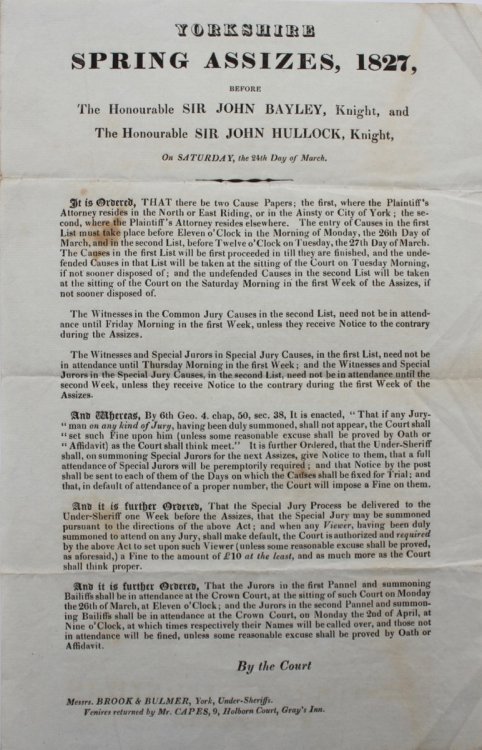 YORKSHIRE
SPRING ASSIZES, 1827,
BEFORE
The Honourable SIR JOHN BAYLEY, Knight, and
The Honourable SIR JOHN HULLOCK, Knight,
On SATURDAY, the 24th Day of March.
It is Ordered, THAT there be two Cause Papers; the first, where the Plaintiff's
Attorney resides in the North or East Riding, or in the Ainsty or City of York; the se-
cond, where the Plaintiff's Attorney resides elsewhere. The entry of Causes in the first
List must take place before Eleven o'Clock in the Morning of Monday, the 26th Day of
March, and in the second List, before Twelve o'Clock on Tuesday, the 27th Day of March.
The Causes in the first List will be first proceeded in till they are finished, and the unde-
fended Causes in that List will be taken at the sitting of the Court on Tuesday Morning,
if not sooner disposed of; and the undefended Causes in the second List will be taken
at the sitting of the Court on the Saturday Morning in the first Week of the Assizes, if
not sooner disposed of.
The Witnesses in the Common Jury Causes in the second List, need not be in attend-
ance until Friday Morning in the first Week, unless they receive Notice to the contrary
during the Assizes.
The Witnesses and Special Jurors in Special Jury Causes, in the first List, need not be
in attendance until Thursday Morning in the first Week; and the Witnesses and Special
Jurors in the Special Jury Causes, in the second List, need not be in attendance until the
second Week, unless they receive Notice to the contrary during the first Week of the
Assizes.
And Whereas, By 6th Geo. 4. chap, 50, sec. 38, It is enacted, "That if any Jury-
"man on any kind of Jury, having been duly summoned, shall not appear, the Court shall
"set such Fine upon him (unless some reasonable excuse shall be proved by Oath or
"Affidavit) as the Court shall think meet." It is further Ordered, that the Under-Sheriff
shall, on summoning Special Jurors for the next Assizes, give Notice to them, that a full
attendance of Special Jurors will be peremptorily required; and that Notice by the post
shall be sent to each of them of the Days on which the Causes shall be fixed for Trial; and
that, in default of attendance of a proper number, the Court will impose a Fine on them.
And it is further Ordered, That the Special Jury Process be delivered to the
Under-Sheriff one Week before the Assizes, that the Special Jury may be summoned
pursuant to the directions of the above Act; and when any Viewer, having been duly
summoned to attend on any Jury, shall make default, the Court is authorized and required
by the above Act to set upon such Viewer (unless some reasonable excuse shall be proved,
as aforesaid,) a Fine to the amount of £10 at the least, and as much more as the Court
shall think proper.
And it is further Ordered, That the Jurors in the first Pannel and summoning
Bailiffs shall be in attendance at the Crown Court, at the sitting of such Court on Monday
the 26th of March, at Eleven o'Clock; and the Jurors in the second Pannel and summon-
ing Bailiffs shall be in attendance at the Crown Court, on Monday the 2nd of April, at
Nine o'Clock, at which times respectively their Names will be called over, and those not
in attendance will be fined, unless some reasonable excuse shall be proved by Oath or
Affidavit.
By the Court
Messrs. BROOK & BULMER, York, Under-Sheriffs.
Venires returned by Mr. CAPES, 9, Holborn Court, Gray's Inn.